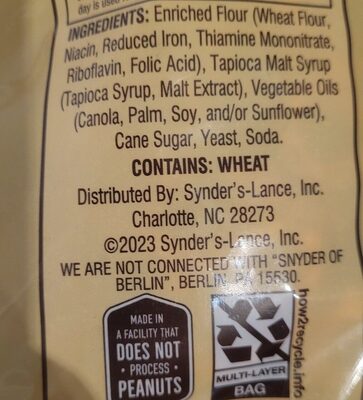 day is used
INGREDIENTS: Enriched Flour (Wheat Flour,
Niacin, Reduced Iron, Thiamine Mononitrate,
Riboflavin, Folic Acid), Tapioca Malt Syrup
(Tapioca Syrup, Malt Extract), Vegetable Oils
(Canola, Palm, Soy, and/or Sunflower),
Cane Sugar, Yeast, Soda.
CONTAINS: WHEAT
Distributed By: Synder's-Lance, Inc.
Charlotte, NC 28273
©2023 Synder's-Lance, Inc.
WE ARE NOT CONNECTED WITH "SNYDER OF
BERLIN", BERLIN, PA 15530.
MADE IN
A FACILITY THAT
DOES NOT
• PROCESS •
PEANUTS
MULTI-LAYER
BAG
how2recycle.info